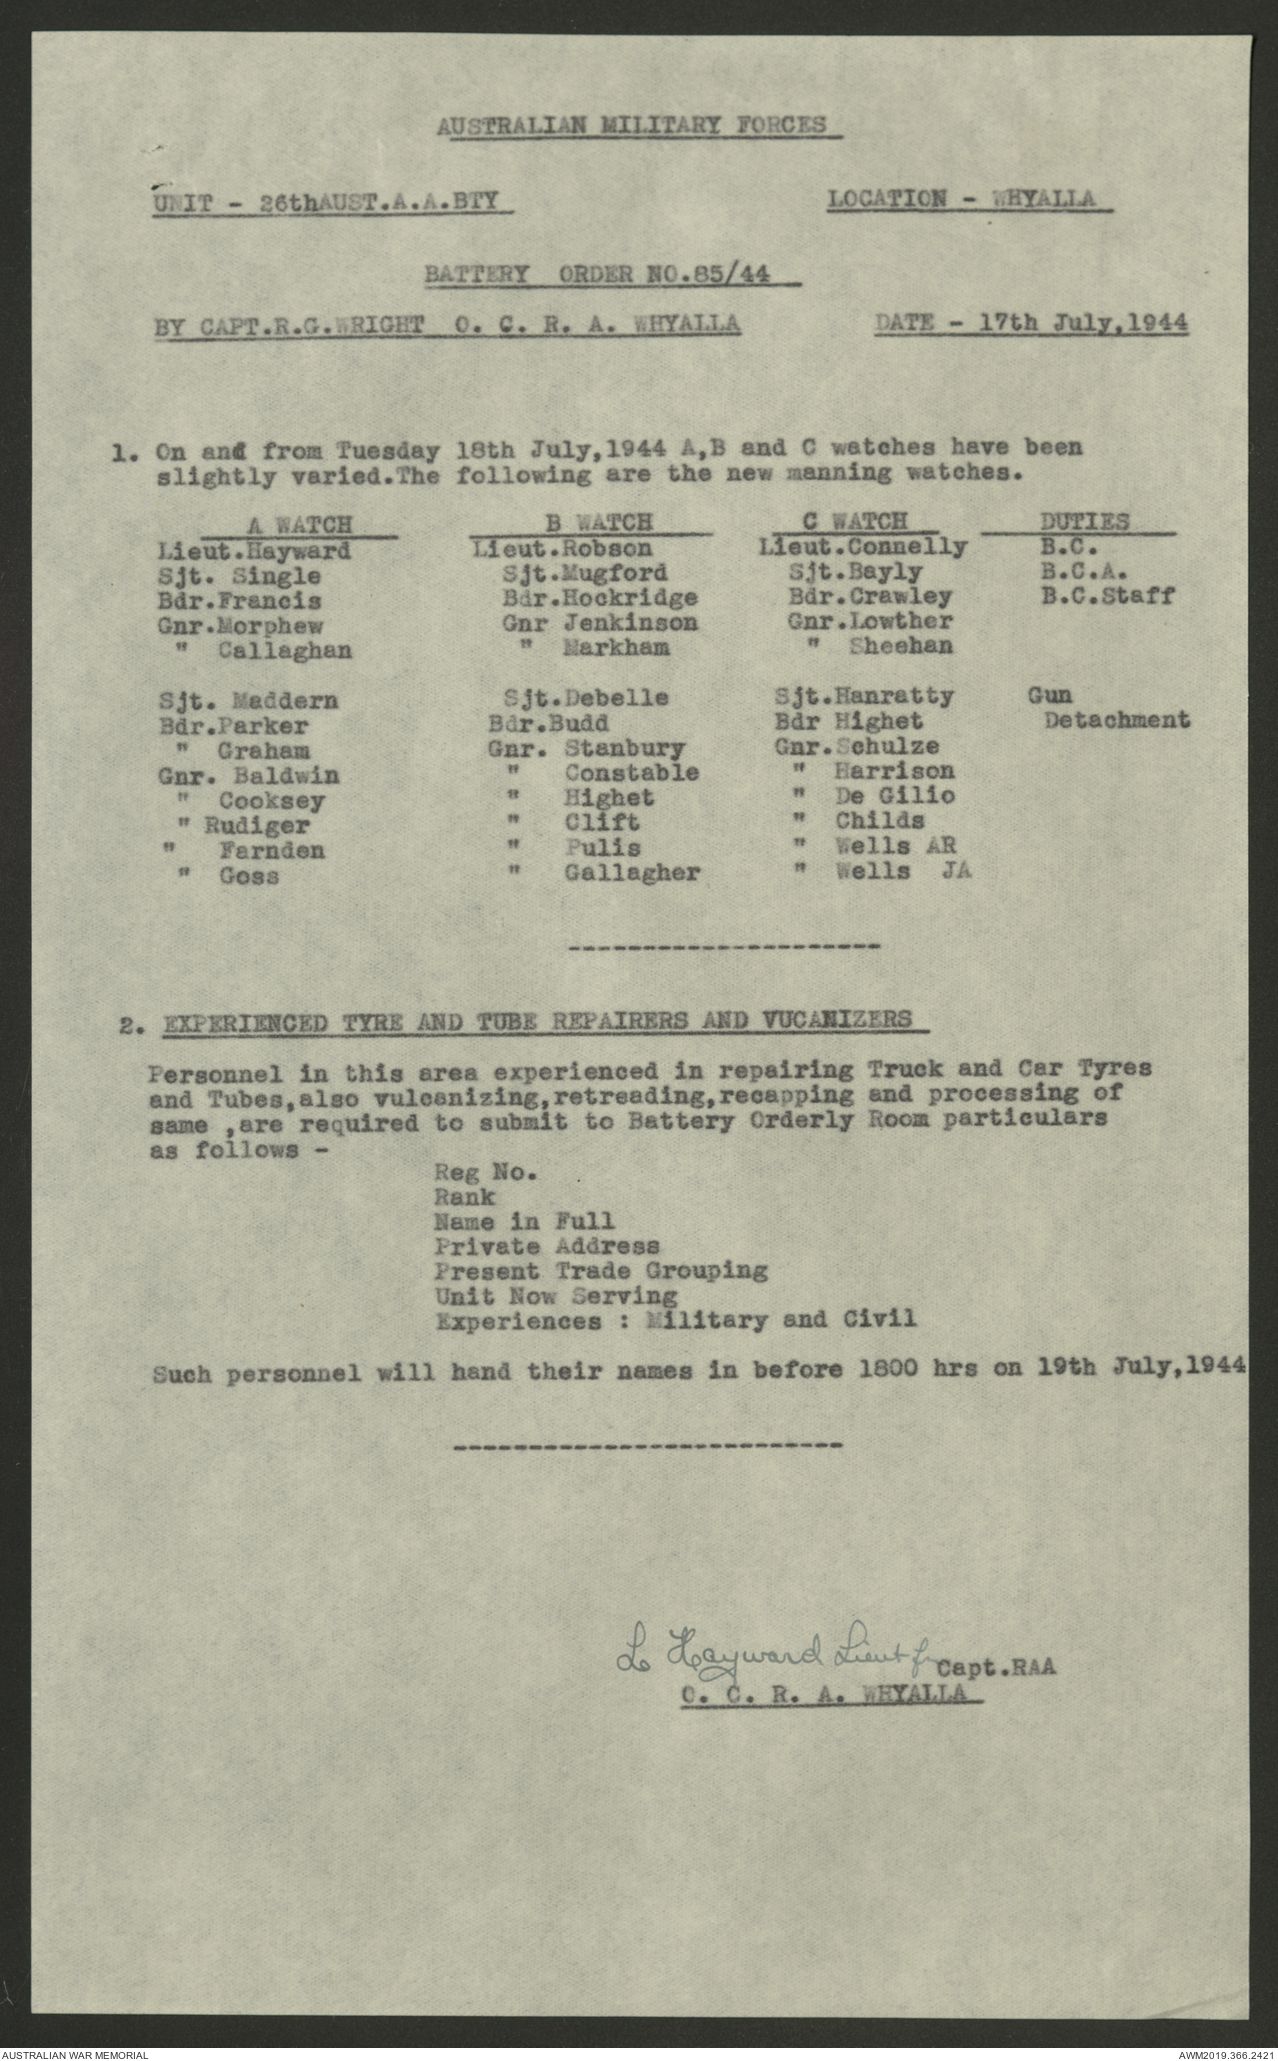 AUSTRALIAN MILITARY FORCES
UNIT - 26thAUST.A.A.BTY LOCATION - WHYALLA
BATTERY ORDER NO.85/44
BY CAPT.R.G.WRIGHT O. C. R. A. WHYALLA DATE - 17th July,1944
1. On and from Tuesday 18th July,1944 A,B and C watches have been
slightly varied.The following are the new manning watches.
A WATCH B WATCH C WATCH DUTIES
Lieut.Hayward Lieut.Robson Lieut.Connelly B.C.
Sjt. Single Sjt.Mugford Sjt.Bayly B.C.A.
Bdr.Francis Bdr.Hockridge Bdr.Crawley B.C.Staff
Gnr.Morphew Gnr Jenkinson Gnr.Lowther
" Callaghan " Markham " Sheehan
Sjt. Maddern Sjt.Debelle Sjt.Hanratty Gun
Bdr.Parker Bdr.Budd Bdr Highet Detachment
" Graham Gnr. Stanbury Gnr.Schulze
Gnr. Baldwin " Constable " Harrison
" Cooksey " Highet " De Gilio
" Rudiger " Clift " Childs
" Farnden " Pulis " Wells AR
" Goss " Gallagher " Wells JA
---------------------
2. EXPERIENCED TYRE AND TUBE REPAIRERS AND VUCANIZERS
Personnel in this area experienced in repairing Truck and Car Tyres
and Tubes,also vulcanizing,retreading,recapping and processing of
same ,are required to submit to Battery Orderly Room particulars
as follows -
Reg No.
Rank
Name in Full
Private Address
Present Trade Grouping
Unit Now Serving
Experiences : Military and Civil
Such personnel will hand their names in before 1800 hrs on 19th July,1944
--------------------------
L Hayward Lieut for Capt.RAA
O. C. R. A. WHYALLA
AUSTRALIAN WAR MEMORIAL AWM2019.366.2421